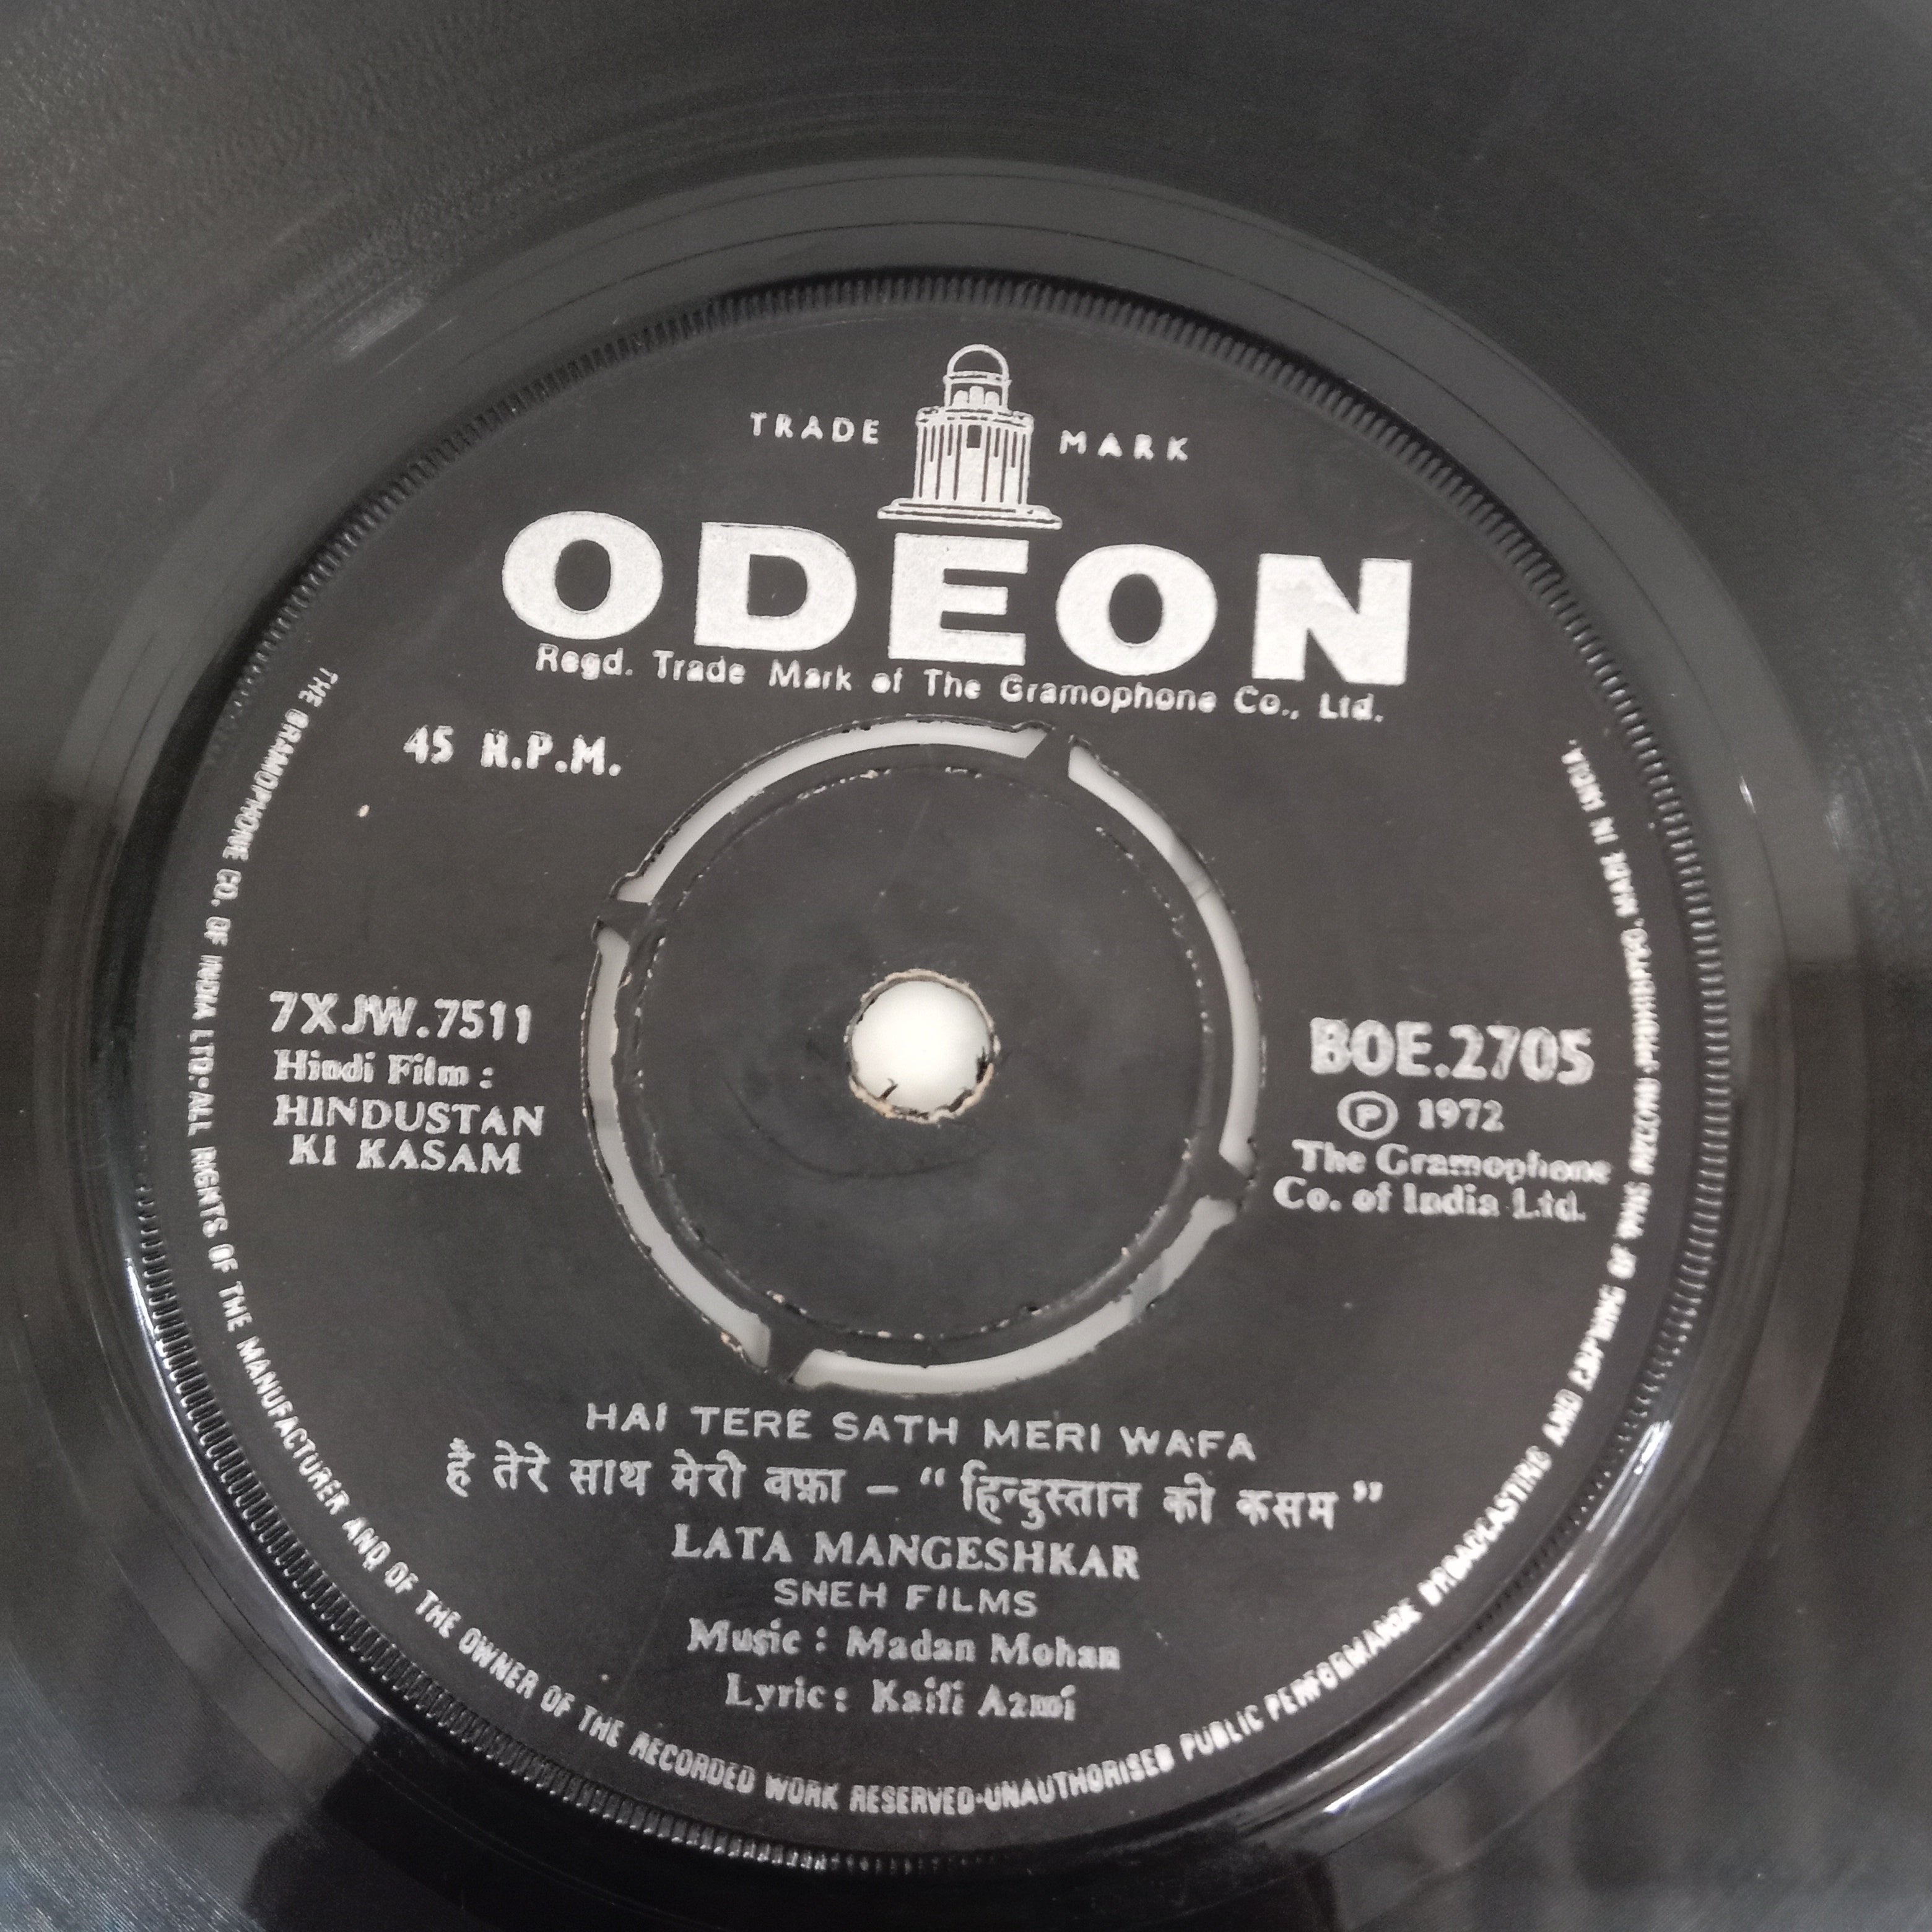 TRADE MARK
ODEON
Regd. Trade Mark of The Gramophone Co., Ltd.
45 R.P.M.
7XJW.7511
Hindi Film :
HINDUSTAN
KI KASAM
BOE.2705
Ⓟ 1972
The Gramophone
Co. of India Ltd.
HAI TERE SATH MERI WAFA
है तेरे साथ मेरी वफ़ा – “ हिन्दुस्तान की कसम ”
LATA MANGESHKAR
SNEH FILMS
Music : Madan Mohan
Lyric : Kaifi Azmi
THE GRAMOPHONE CO. OF INDIA LTD·ALL RIGHTS OF THE MANUFACTURER AND OF THE OWNER OF THE RECORDED WORK RESERVED·UNAUTHORISED PUBLIC PERFORMANCE BROADCASTING AND COPYING OF THIS RECORD PROHIBITED. MADE IN INDIA.